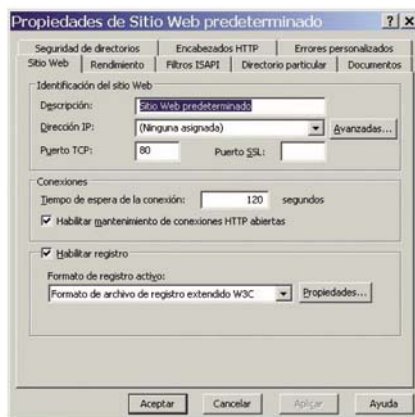 Propiedades de Sitio Web predeterminado
Seguridad de directorios Encabezados HTTP Errores personalizados
Sitio Web Rendimiento Filtros ISAPI Directorio particular Documentos
Identificación del sitio Web
Descripción: Sitio Web predeterminado
Dirección IP: (Ninguna asignada) Avanzadas...
Puerto TCP: 80 Puerto SSL:
Conexiones
Tiempo de espera de la conexión: 120 segundos
Habilitar mantenimiento de conexiones HTTP abiertas
Habilitar registro
Formato de registro activo:
Formato de archivo de registro extendido W3C Propiedades...
Aceptar Cancelar Aplicar Ayuda